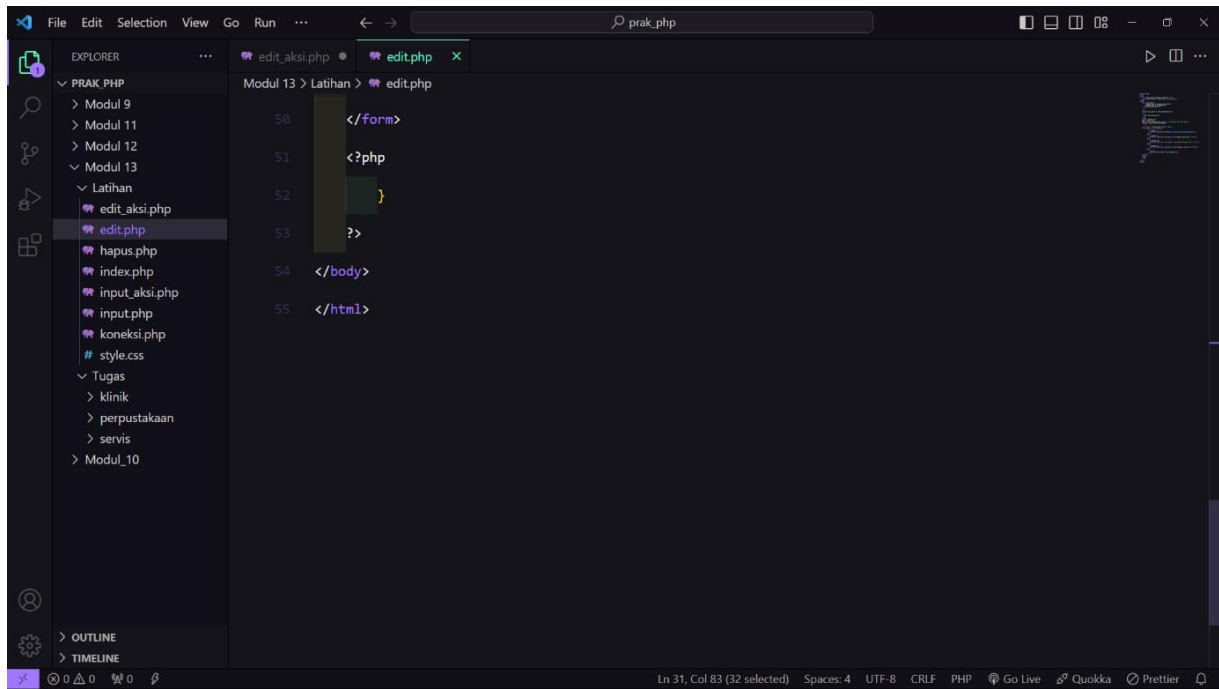 File Edit Selection View Go Run ··· ← → prak_php
EXPLORER ···
PRAK_PHP
> Modul 9
> Modul 11
> Modul 12
Modul 13
Latihan
edit_aksi.php
edit.php
hapus.php
index.php
input_aksi.php
input.php
koneksi.php
# style.css
Tugas
> klinik
> perpustakaan
> servis
> Modul_10
> OUTLINE
> TIMELINE
1
edit_aksi.php ● edit.php ×
Modul 13 > Latihan > edit.php
50 </form>
51 <?php
52 }
53 ?>
54 </body>
55 </html>
0 0 0 Ln 31, Col 83 (32 selected) Spaces: 4 UTF-8 CRLF PHP Go Live Quokka Prettier